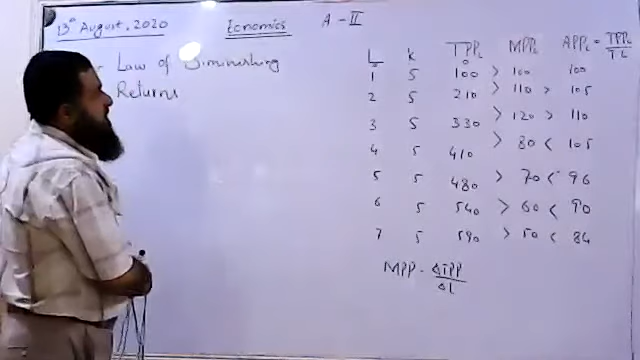 13th August, 2020 Economics A - II
Law of Diminishing
Returns
L K TPPL MPPL APPL = TPPL/TL
0
1 5 100 > 100 100
2 5 210 > 110 > 105
3 5 330 > 120 > 110
4 5 410 > 80 < 105
5 5 480 > 70 < 96
6 5 540 > 60 < 90
7 5 590 > 50 < 84
MPP = ΔTPP
ΔL